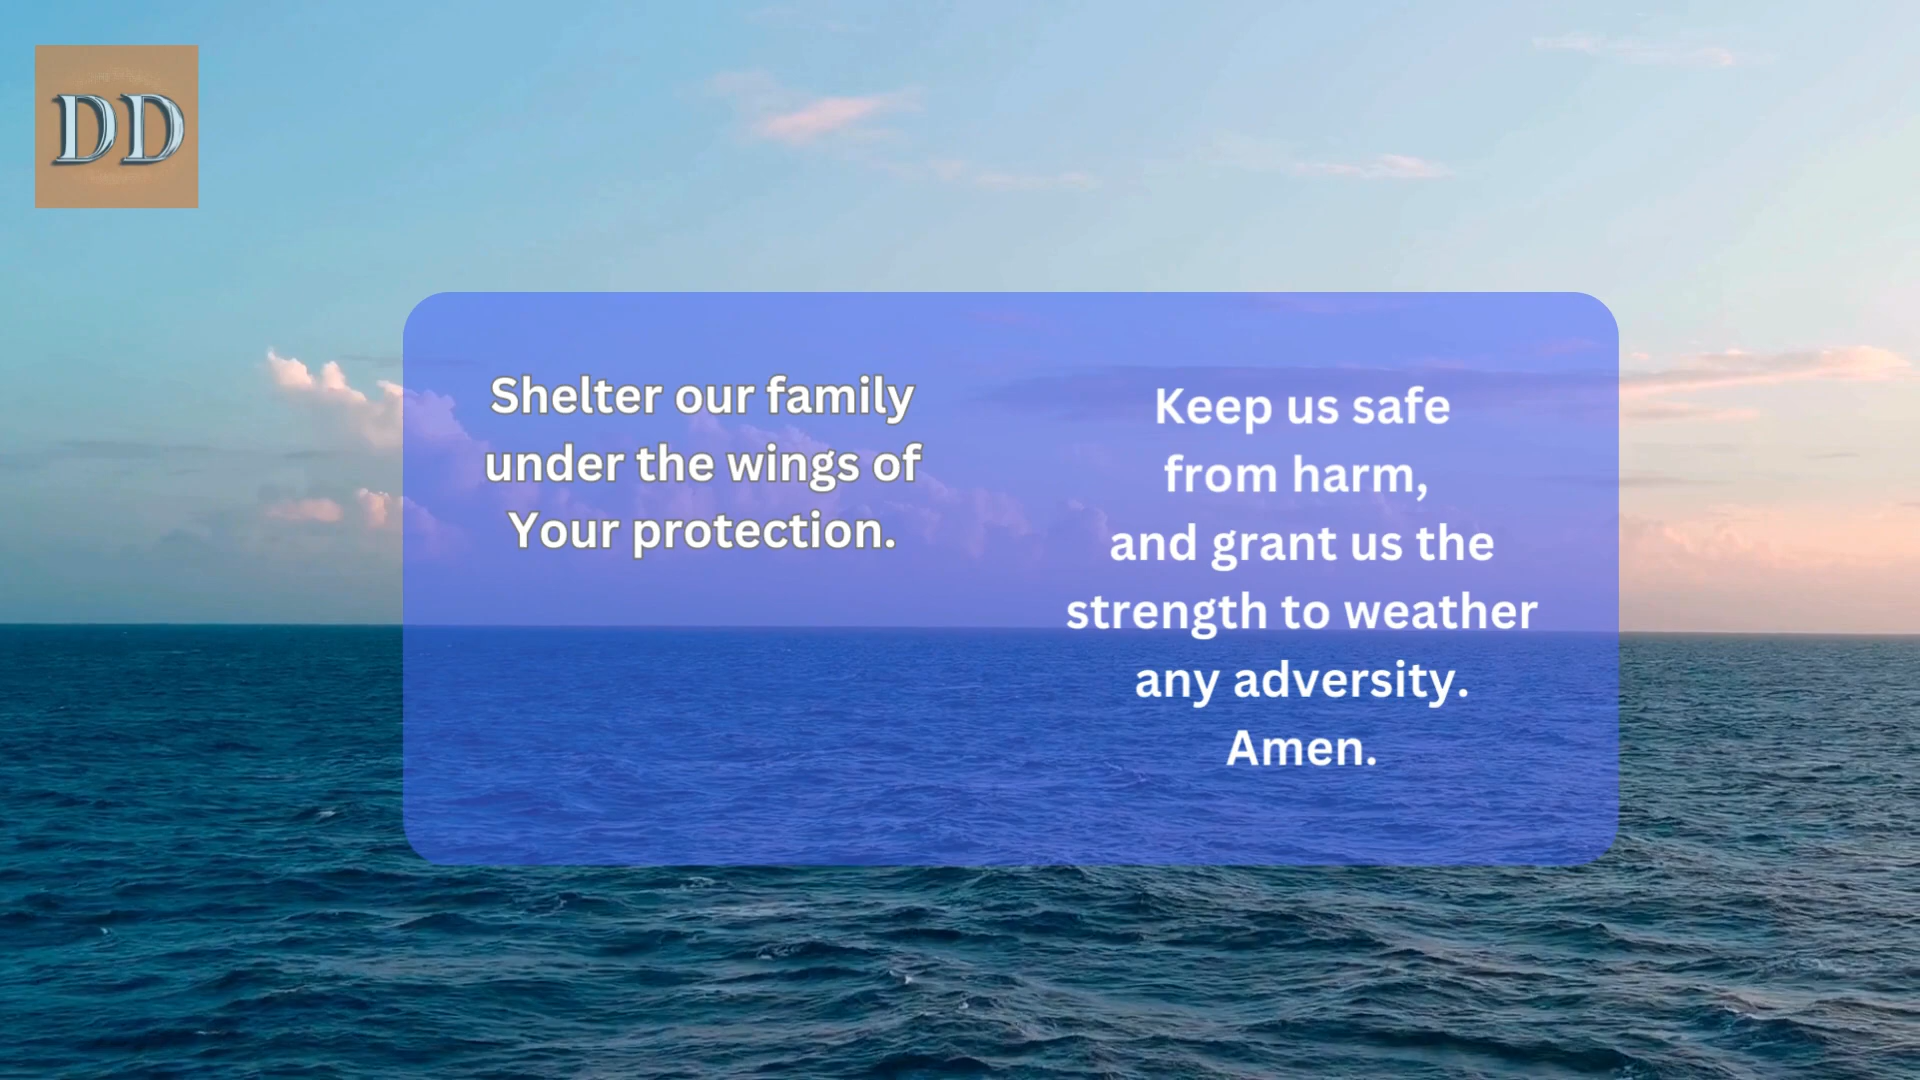 DD
Shelter our family
under the wings of
Your protection.
Keep us safe
from harm,
and grant us the
strength to weather
any adversity.
Amen.